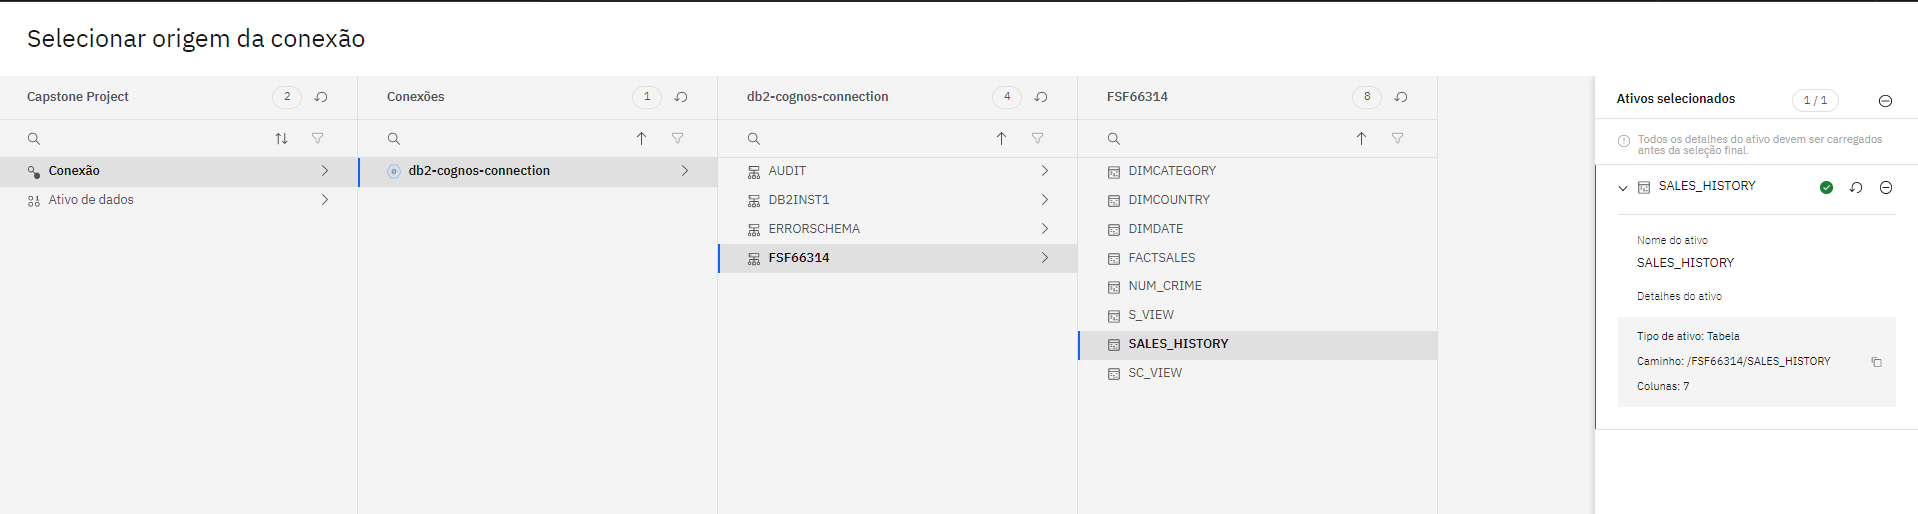 Selecionar origem da conexão
Capstone Project
2
Conexão
Ativo de dados
Conexões
1
db2-cognos-connection
db2-cognos-connection
4
AUDIT
DB2INST1
ERRORSCHEMA
FSF66314
FSF66314
8
DIMCATEGORY
DIMCOUNTRY
DIMDATE
FACTSALES
NUM_CRIME
S_VIEW
SALES_HISTORY
SC_VIEW
Ativos selecionados
1 / 1
Todos os detalhes do ativo devem ser carregados
antes da seleção final.
SALES_HISTORY
Nome do ativo
SALES_HISTORY
Detalhes do ativo
Tipo de ativo: Tabela
Caminho: /FSF66314/SALES_HISTORY
Colunas: 7